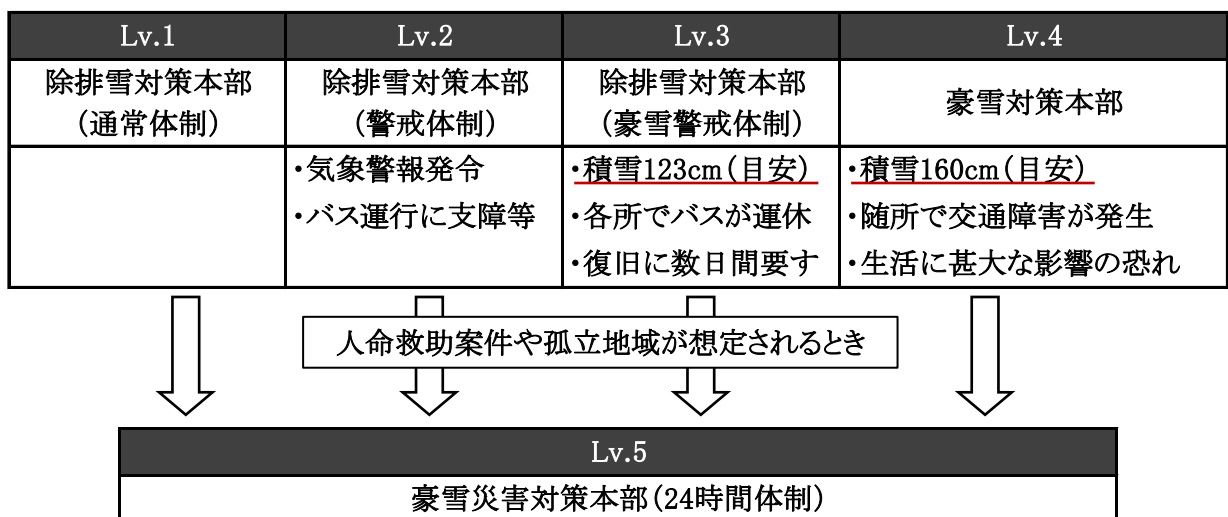 Lv.1
Lv.2
Lv.3
Lv.4
除排雪対策本部
（通常体制）
除排雪対策本部
（警戒体制）
除排雪対策本部
（豪雪警戒体制）
豪雪対策本部
・気象警報発令
・バス運行に支障等
・積雪123cm（目安）
・各所でバスが運休
・復旧に数日間要す
・積雪160cm（目安）
・随所で交通障害が発生
・生活に甚大な影響の恐れ
人命救助案件や孤立地域が想定されるとき
Lv.5
豪雪災害対策本部（24時間体制）